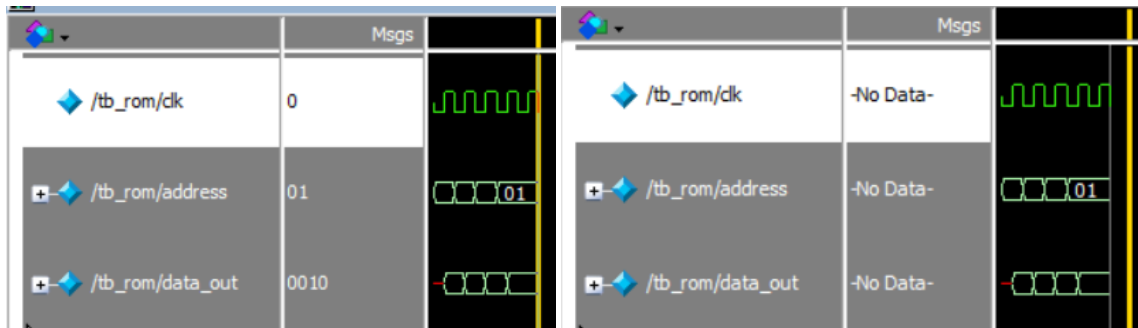 Msgs
/tb_rom/clk 0
/tb_rom/address 01 01
/tb_rom/data_out 0010
Msgs
/tb_rom/clk -No Data-
/tb_rom/address -No Data- 01
/tb_rom/data_out -No Data-